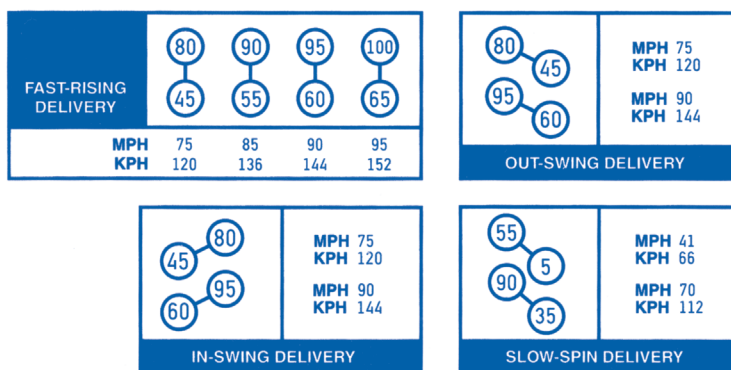 80 90 95 100
FAST-RISING
DELIVERY
45 55 60 65
MPH 75 85 90 95
KPH 120 136 144 152
80
45
95
60
MPH 75
KPH 120
MPH 90
KPH 144
OUT-SWING DELIVERY
80
45
95
60
MPH 75
KPH 120
MPH 90
KPH 144
IN-SWING DELIVERY
55
5
90
35
MPH 41
KPH 66
MPH 70
KPH 112
SLOW-SPIN DELIVERY